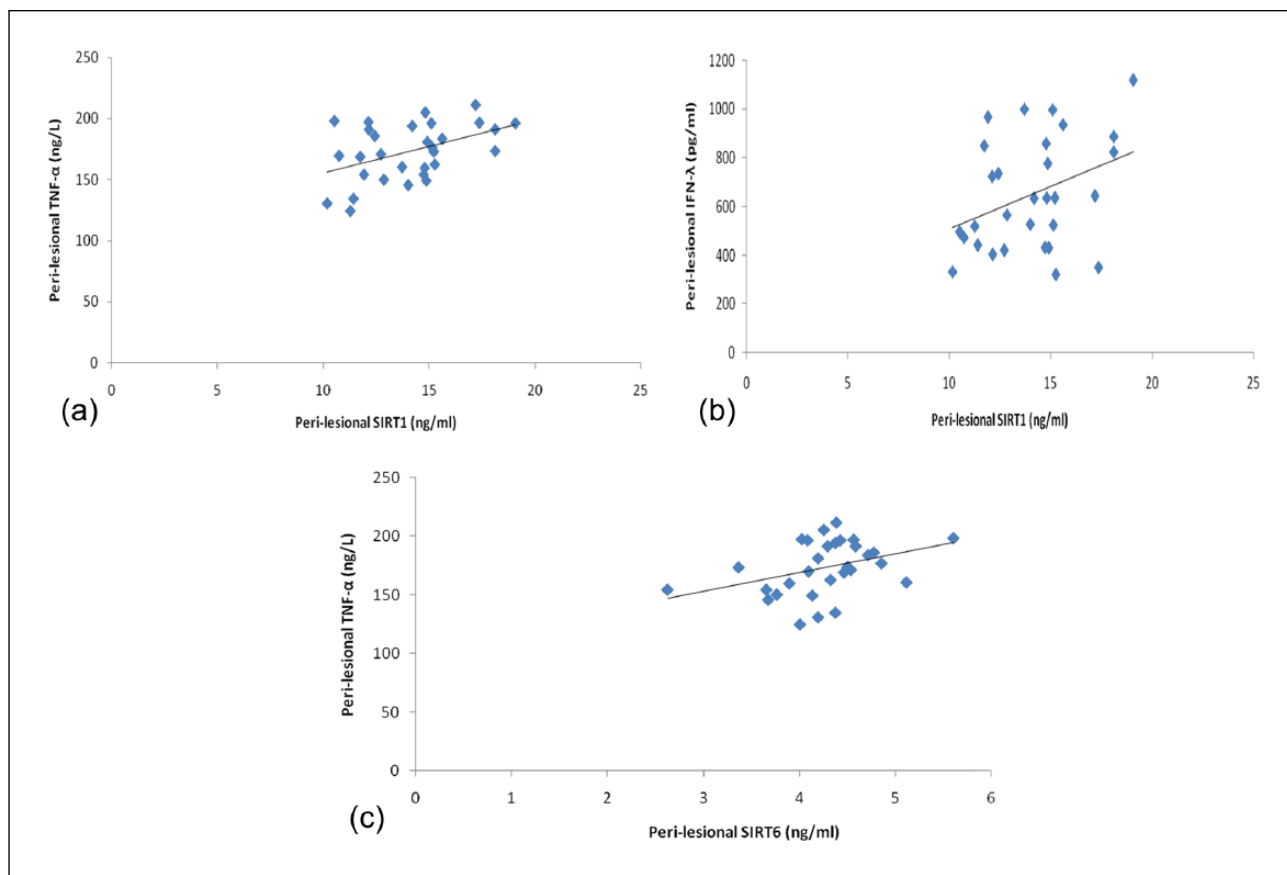 250
200
150
100
50
0
Peri-lesional TNF-α (ng/L)
0 5 10 15 20 25
Peri-lesional SIRT1 (ng/ml)
(a)
1200
1000
800
600
400
200
0
Peri-lesional IFN-λ (pg/ml)
0 5 10 15 20 25
Peri-lesional SIRT1 (ng/ml)
(b)
250
200
150
100
50
0
Peri-lesional TNF-α (ng/L)
0 1 2 3 4 5 6
Peri-lesional SIRT6 (ng/ml)
(c)